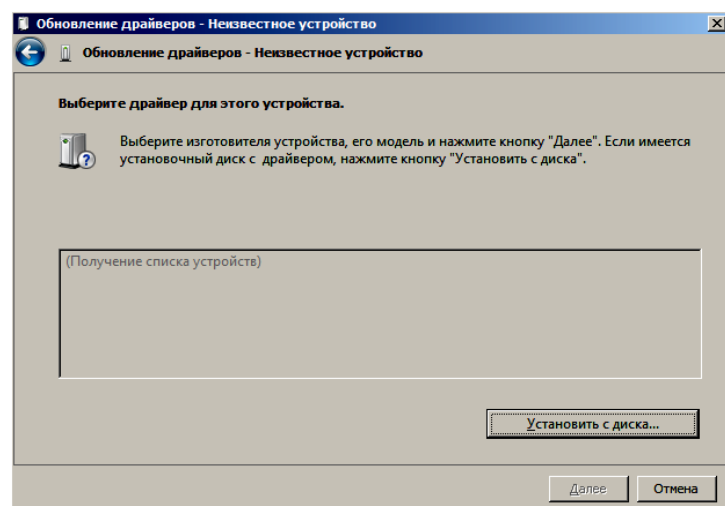 Обновление драйверов - Неизвестное устройство
Обновление драйверов - Неизвестное устройство
Выберите драйвер для этого устройства.
Выберите изготовителя устройства, его модель и нажмите кнопку "Далее". Если имеется
установочный диск с драйвером, нажмите кнопку "Установить с диска".
(Получение списка устройств)
Установить с диска...
Далее
Отмена